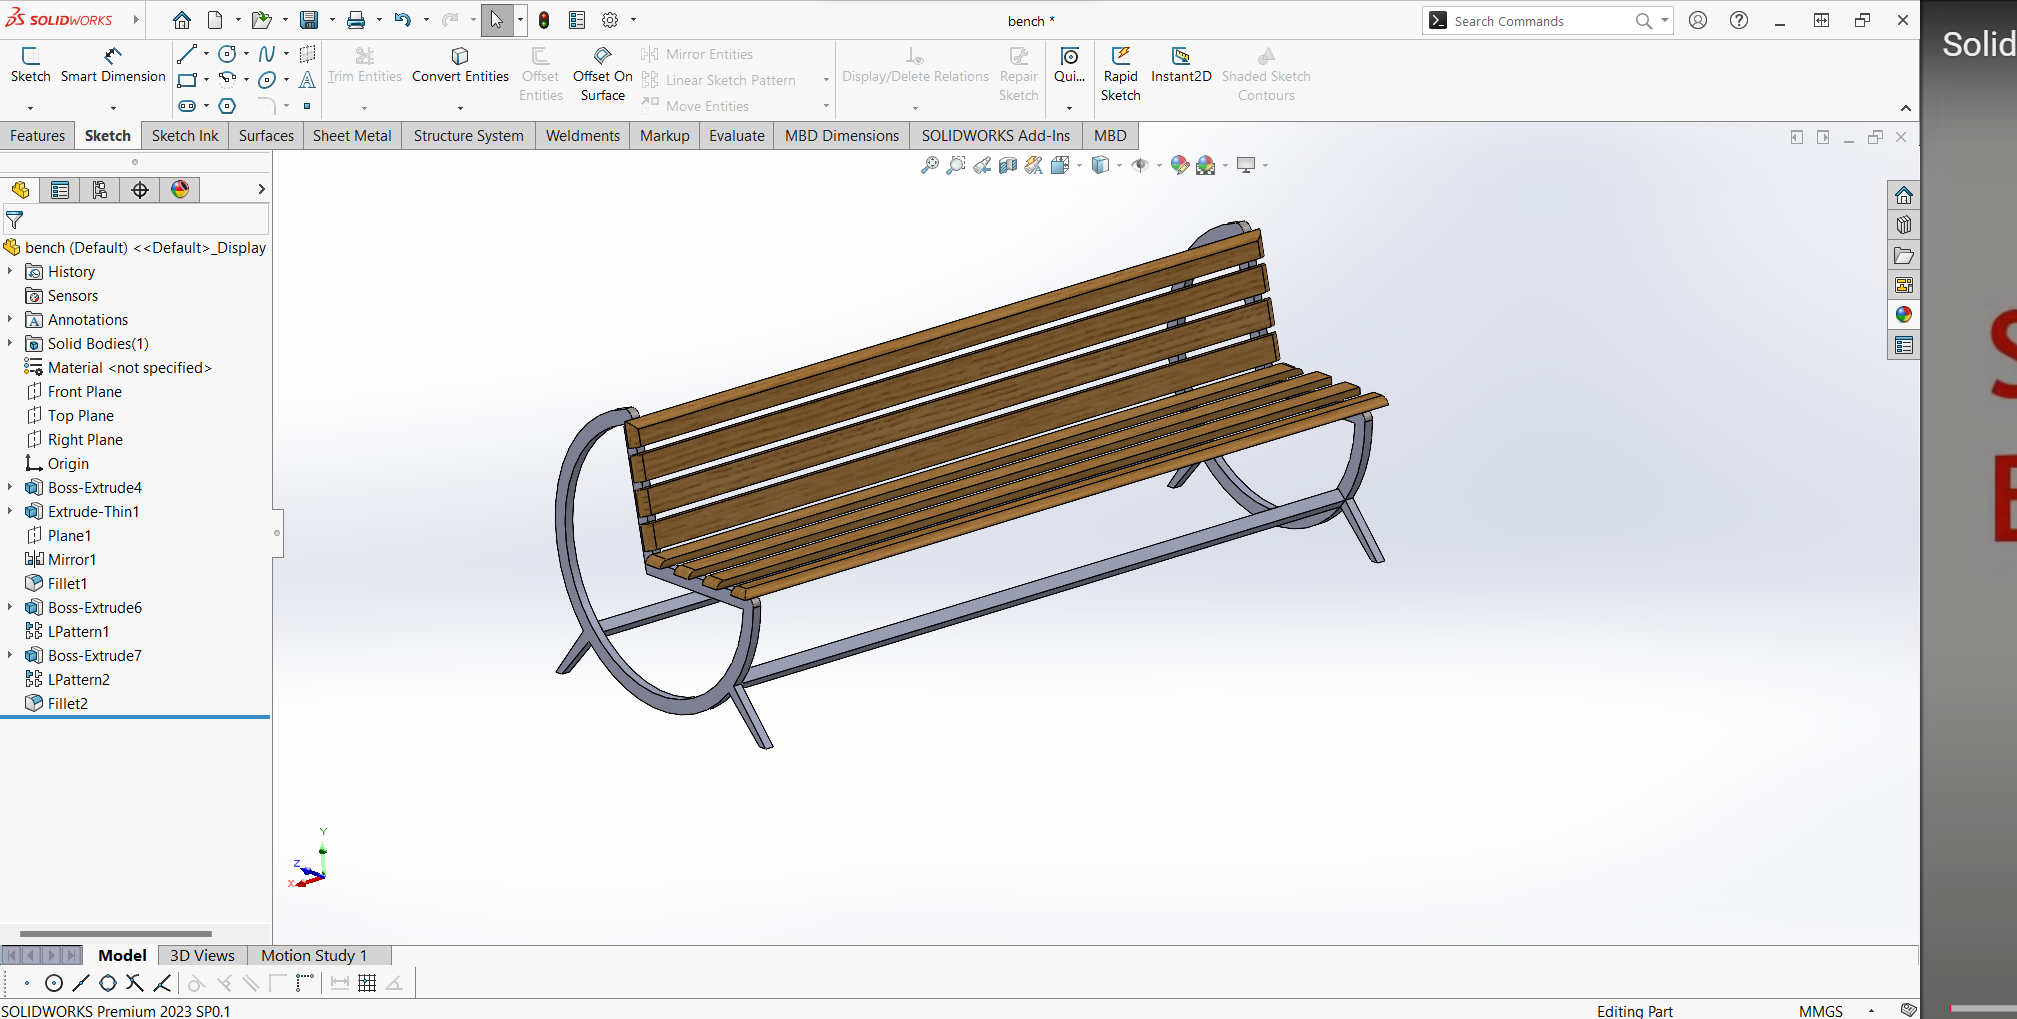 SOLIDWORKS
bench *
Search Commands
Solid
Sketch
Smart Dimension
Trim Entities
Convert Entities
Offset Entities
Offset On Surface
Mirror Entities
Linear Sketch Pattern
Move Entities
Display/Delete Relations
Repair Sketch
Qui...
Rapid Sketch
Instant2D
Shaded Sketch Contours
Features
Sketch
Sketch Ink
Surfaces
Sheet Metal
Structure System
Weldments
Markup
Evaluate
MBD Dimensions
SOLIDWORKS Add-Ins
MBD
bench (Default) <<Default>_Display
History
Sensors
Annotations
Solid Bodies(1)
Material <not specified>
Front Plane
Top Plane
Right Plane
Origin
Boss-Extrude4
Extrude-Thin1
Plane1
Mirror1
Fillet1
Boss-Extrude6
LPattern1
Boss-Extrude7
LPattern2
Fillet2
Y
Z
X
Model
3D Views
Motion Study 1
SOLIDWORKS Premium 2023 SP0.1
Editing Part
MMGS